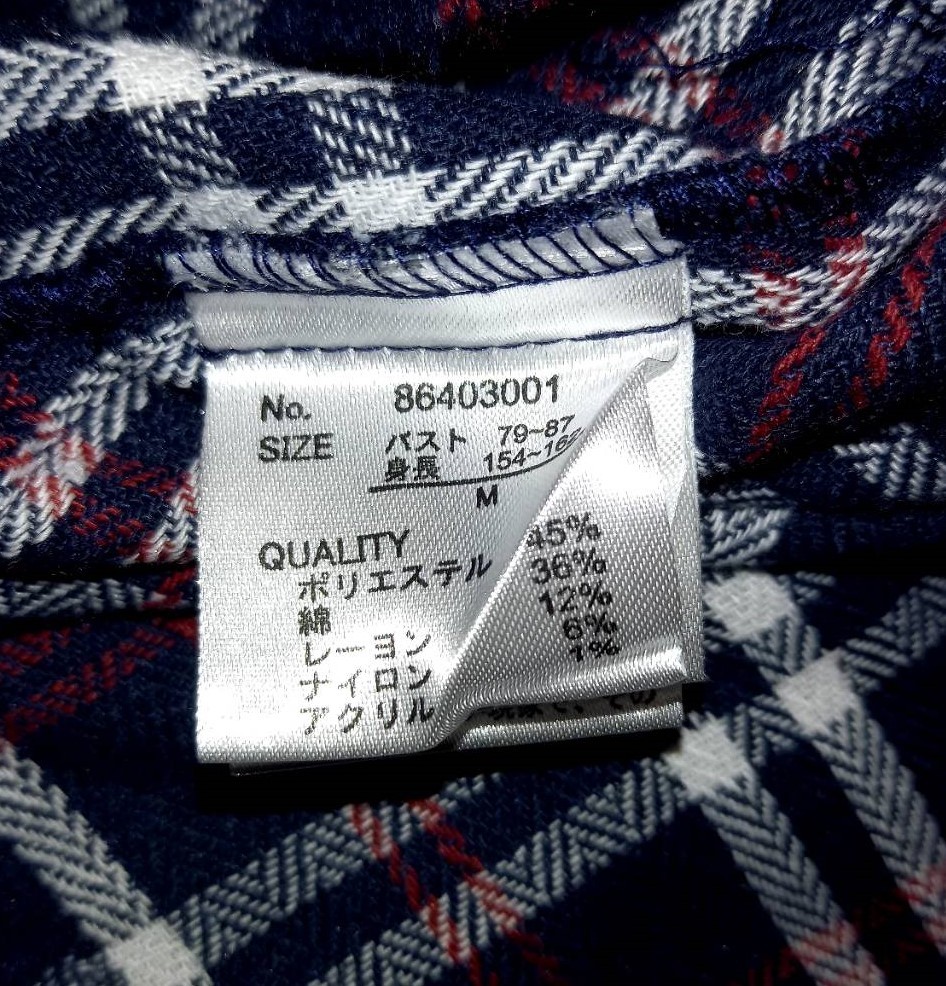 No. 86403001
SIZE バスト 79~87
身長 154~162
M
QUALITY
ポリエステル 45%
綿 36%
レーヨン 12%
ナイロン 6%
アクリル 1%